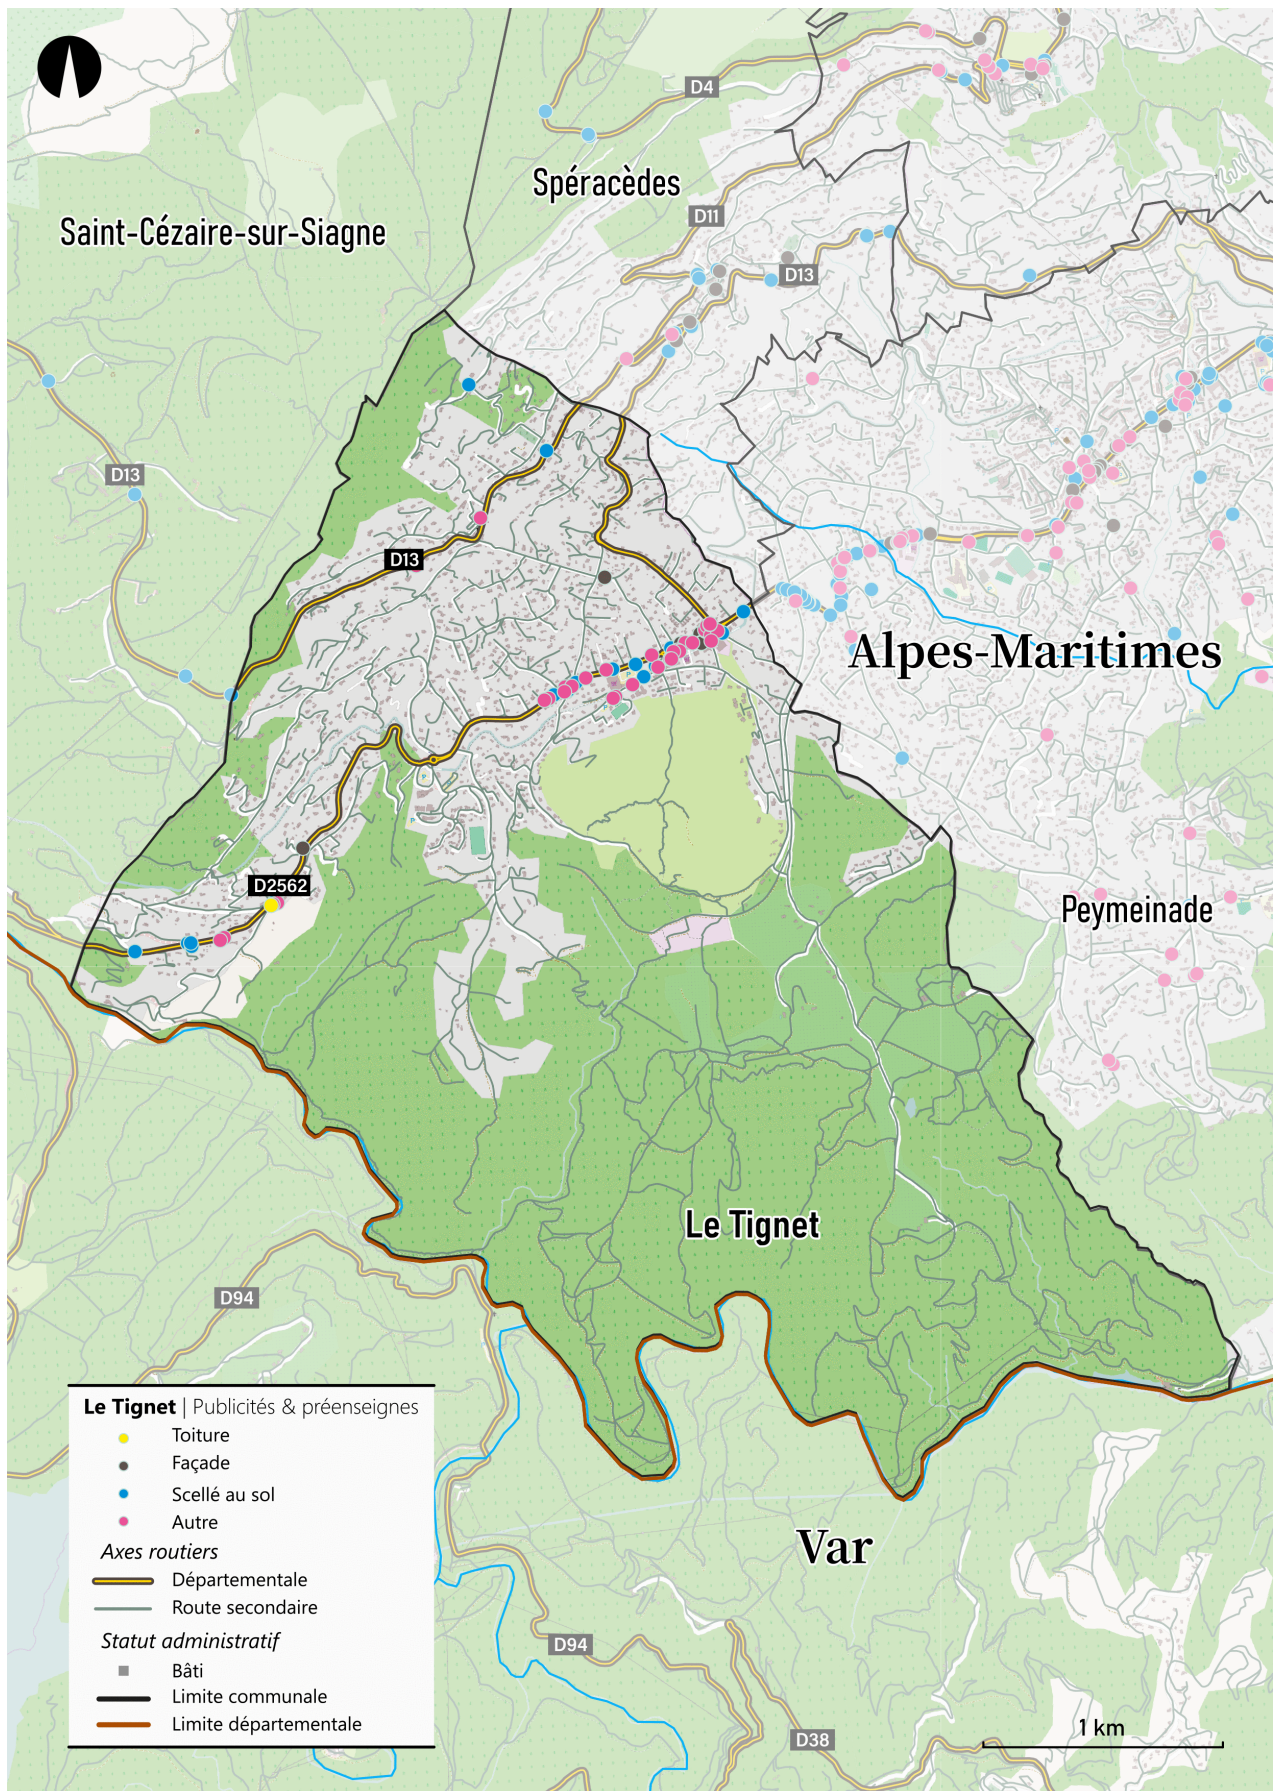 D4
Spéracèdes
D11
Saint-Cézaire-sur-Siagne
D13
D13
D13
Alpes-Maritimes
D2562
Peymeinade
Le Tignet
D94
Le Tignet | Publicités & préenseignes
Toiture
Façade
Scellé au sol
Autre
Axes routiers
Départementale
Route secondaire
Statut administratif
Bâti
Limite communale
Limite départementale
Var
D94
1 km
D38